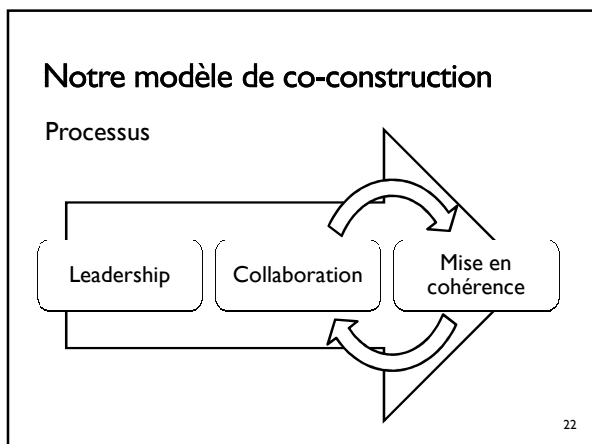 Notre modèle de co-construction
Processus
Leadership
Collaboration
Mise en
cohérence
22